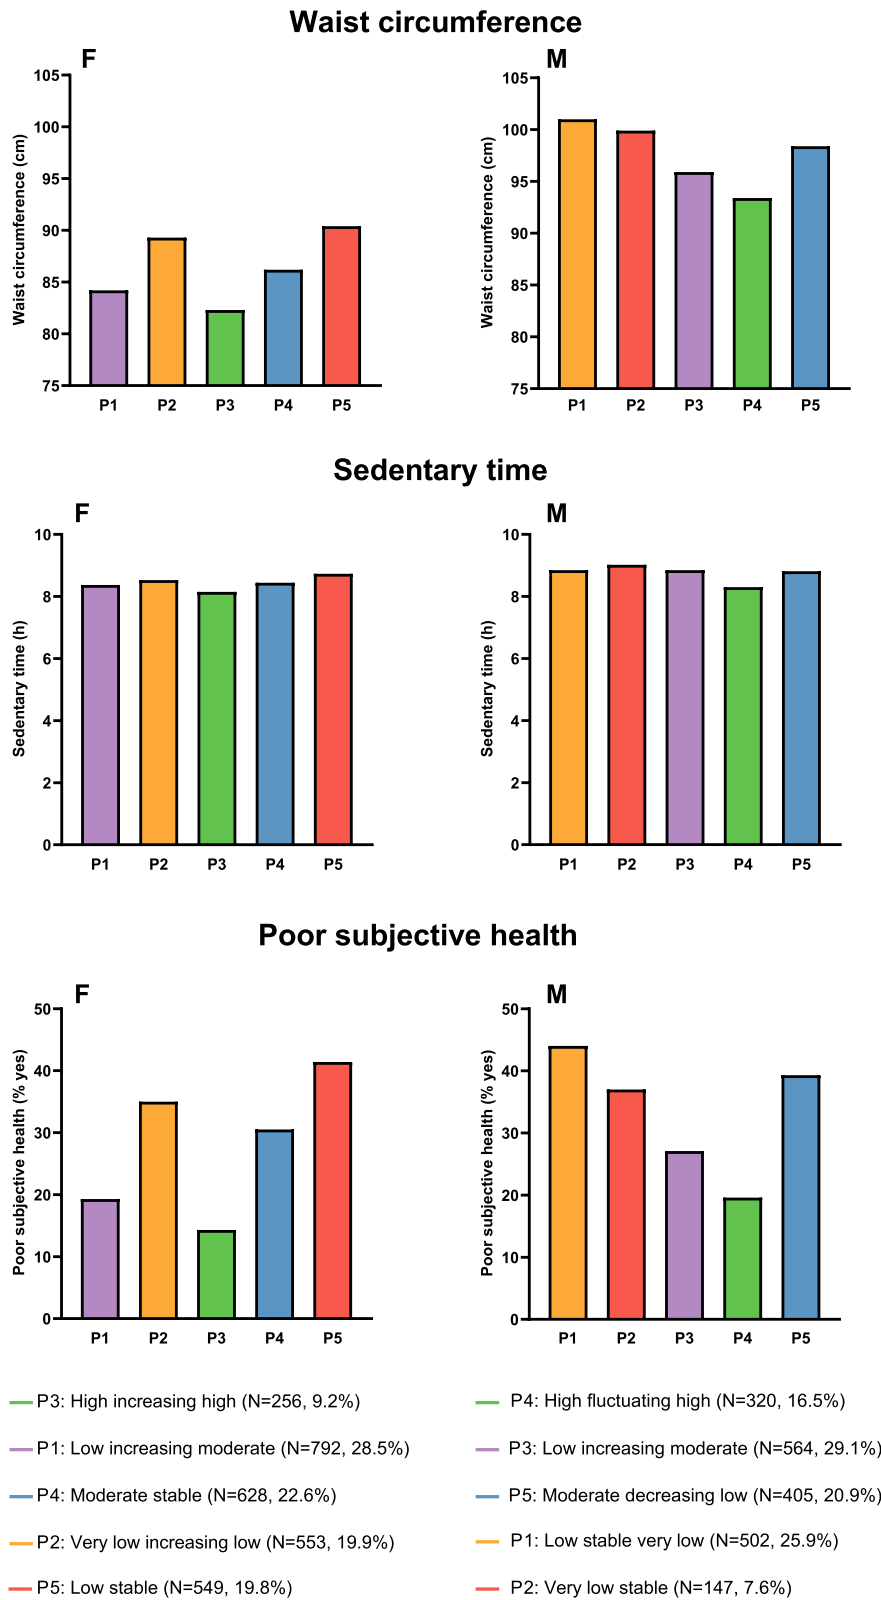 Waist circumference
F
M
Waist circumference (cm)
105
100
95
90
85
80
75
P1 P2 P3 P4 P5
Waist circumference (cm)
105
100
95
90
85
80
75
P1 P2 P3 P4 P5
Sedentary time
F
M
Sedentary time (h)
10
8
6
4
2
0
P1 P2 P3 P4 P5
Sedentary time (h)
10
8
6
4
2
0
P1 P2 P3 P4 P5
Poor subjective health
F
M
Poor subjective health (% yes)
50
40
30
20
10
0
P1 P2 P3 P4 P5
Poor subjective health (% yes)
50
40
30
20
10
0
P1 P2 P3 P4 P5
P3: High increasing high (N=256, 9.2%)
P1: Low increasing moderate (N=792, 28.5%)
P4: Moderate stable (N=628, 22.6%)
P2: Very low increasing low (N=553, 19.9%)
P5: Low stable (N=549, 19.8%)
P4: High fluctuating high (N=320, 16.5%)
P3: Low increasing moderate (N=564, 29.1%)
P5: Moderate decreasing low (N=405, 20.9%)
P1: Low stable very low (N=502, 25.9%)
P2: Very low stable (N=147, 7.6%)